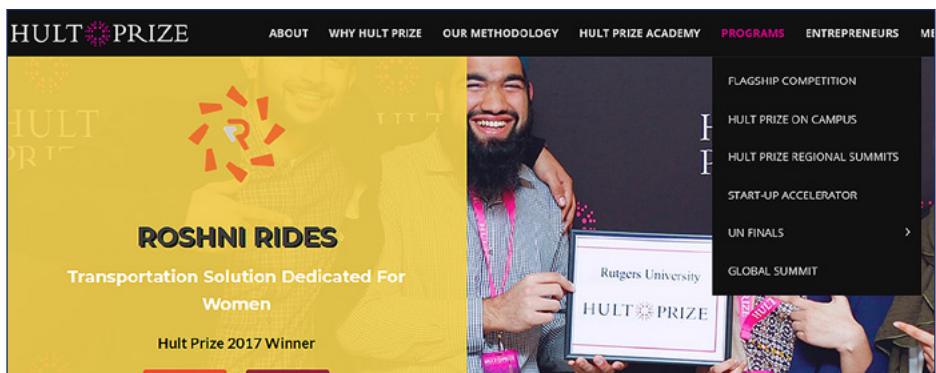 HULT PRIZE
ABOUT WHY HULT PRIZE OUR METHODOLOGY HULT PRIZE ACADEMY PROGRAMS ENTREPRENEURS
FLAGSHIP COMPETITION
HULT PRIZE ON CAMPUS
HULT PRIZE REGIONAL SUMMITS
START-UP ACCELERATOR
UN FINALS
GLOBAL SUMMIT
HULT
R
ROSHNI RIDES
Transportation Solution Dedicated For
Women
Hult Prize 2017 Winner
Rutgers University
HULT PRIZE